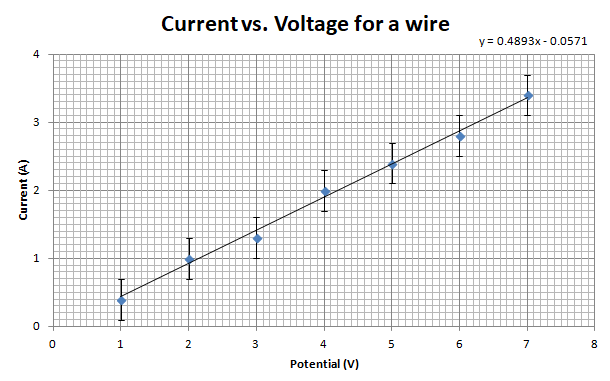 Current vs. Voltage for a wire
y = 0.4893x - 0.0571
4
3
2
1
0
Current (A)
0 1 2 3 4 5 6 7 8
Potential (V)